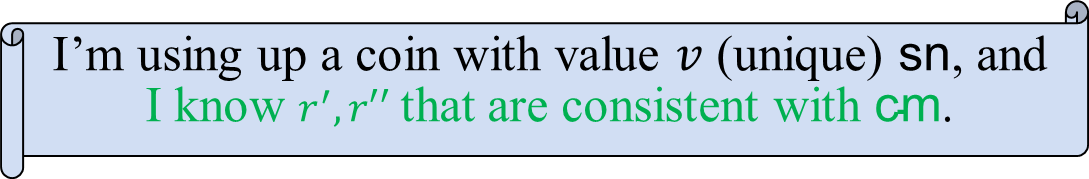 I'm using up a coin with value v (unique) sn, and
I know r′, r″ that are consistent with cm.